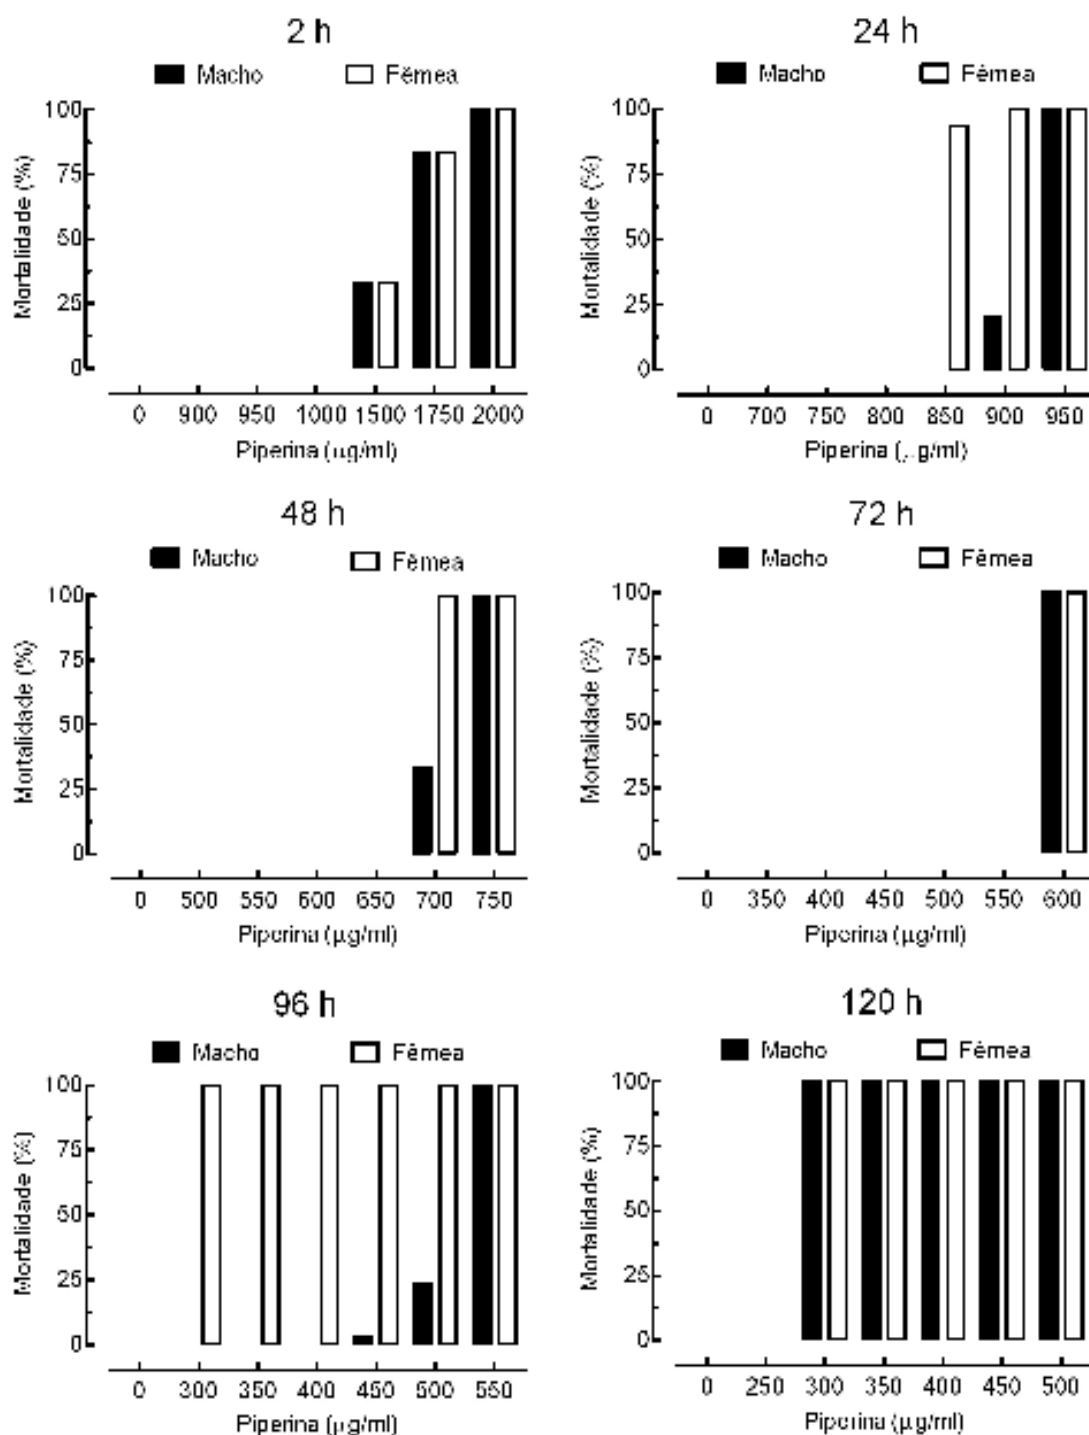 2 h
Macho Fêmea
Mortalidade (%)
100
75
50
25
0
0 900 950 1000 1500 1750 2000
Piperina (µg/ml)
24 h
Macho Fêmea
Mortalidade (%)
100
75
50
25
0
0 700 750 800 850 900 950
Piperina (µg/ml)
48 h
Macho Fêmea
Mortalidade (%)
100
75
50
25
0
0 500 550 600 650 700 750
Piperina (µg/ml)
72 h
Macho Fêmea
Mortalidade (%)
100
75
50
25
0
0 350 400 450 500 550 600
Piperina (µg/ml)
96 h
Macho Fêmea
Mortalidade (%)
100
75
50
25
0
0 300 350 400 450 500 550
Piperina (µg/ml)
120 h
Macho Fêmea
Mortalidade (%)
100
75
50
25
0
0 250 300 350 400 450 500
Piperina (µg/ml)